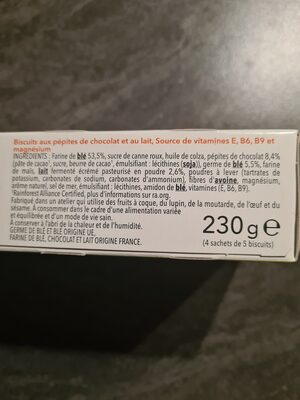 Biscuits aux pépites de chocolat et au lait, Source de vitamines E, B6, B9 et
magnésium
INGRÉDIENTS : Farine de blé 53,5%, sucre de canne roux, huile de colza, pépites de chocolat 8,4%
(pâte de cacao¹, sucre, beurre de cacao¹, émulsifiant : lécithines (soja)), germe de blé 5,5%, farine
de maïs, lait fermenté écrémé pasteurisé en poudre 2,6%, poudres à lever (tartrates de
potassium, carbonates de sodium, carbonates d'ammonium), fibres d'avoine, magnésium,
arôme naturel, sel de mer, émulsifiant : lécithines, amidon de blé, vitamines (E, B6, B9).
¹Rainforest Alliance Certified, plus d'informations sur ra.org.
Fabriqué dans un atelier qui utilise des fruits à coque, du lupin, de la moutarde, de l'œuf et du
sésame. À consommer dans le cadre d'une alimentation variée
et équilibrée et d'un mode de vie sain.
À conserver à l'abri de la chaleur et de l'humidité.
GERME DE BLÉ ET BLÉ ORIGINE UE,
FARINE DE BLÉ, CHOCOLAT ET LAIT ORIGINE FRANCE.
230g℮
(4 sachets de 5 biscuits)